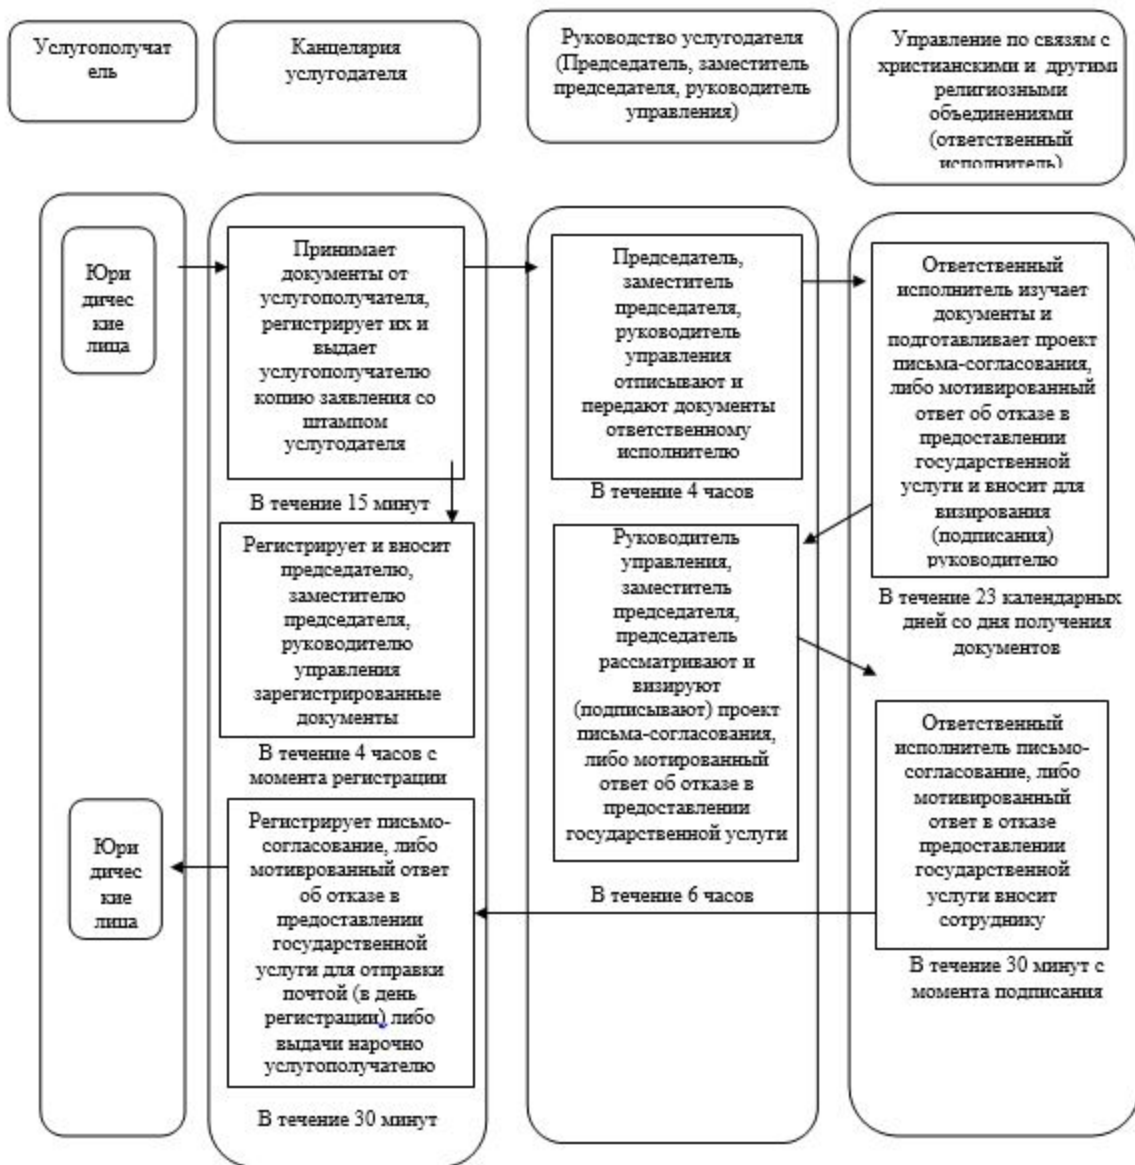 Услугополучат
ель
Канцелярия
услугодателя
Руководство услугодателя
(Председатель, заместитель
председателя, руководитель
управления)
Управление по связям с
христианскими и другими
религиозными
объединениями
(ответственный
исполнитель)
Юри
дичес
кие
лица
Принимает
документы от
услугополучателя,
регистрирует их и
выдает
услугополучателю
копию заявления со
штампом
услугодателя
В течение 15 минут
Председатель,
заместитель
председателя,
руководитель
управления
отписывают и
передают документы
ответственному
исполнителю
В течение 4 часов
Ответственный
исполнитель изучает
документы и
подготавливает проект
письма-согласования,
либо мотивированный
ответ об отказе в
предоставлении
государственной
услуги и вносит для
визирования
(подписания)
руководителю
В течение 23 календарных
дней со дня получения
документов
Регистрирует и вносит
председателю,
заместителю
председателя,
руководителю
управления
зарегистрированные
документы
В течение 4 часов с
момента регистрации
Руководитель
управления,
заместитель
председателя,
председатель
рассматривают и
визируют
(подписывают) проект
письма-согласования,
либо мотированный
ответ об отказе в
предоставлении
государственной услуги
В течение 6 часов
Ответственный
исполнитель письмо-
согласование, либо
мотивированный
ответ в отказе
предоставлении
государственной
услуги вносит
сотруднику
В течение 30 минут с
момента подписания
Юри
дичес
кие
лица
Регистрирует письмо-
согласование, либо
мотивированный ответ
об отказе в
предоставлении
государственной
услуги для отправки
почтой (в день
регистрации), либо
выдачи нарочно
услугополучателю
В течение 30 минут